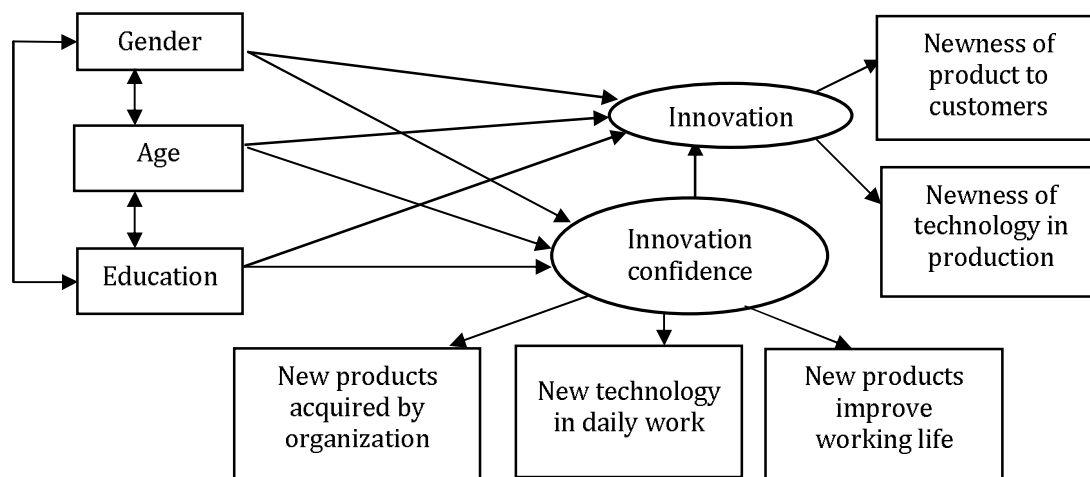 Gender
Age
Education
Innovation
Innovation
confidence
Newness of
product to
customers
Newness of
technology in
production
New products
acquired by
organization
New technology
in daily work
New products
improve
working life